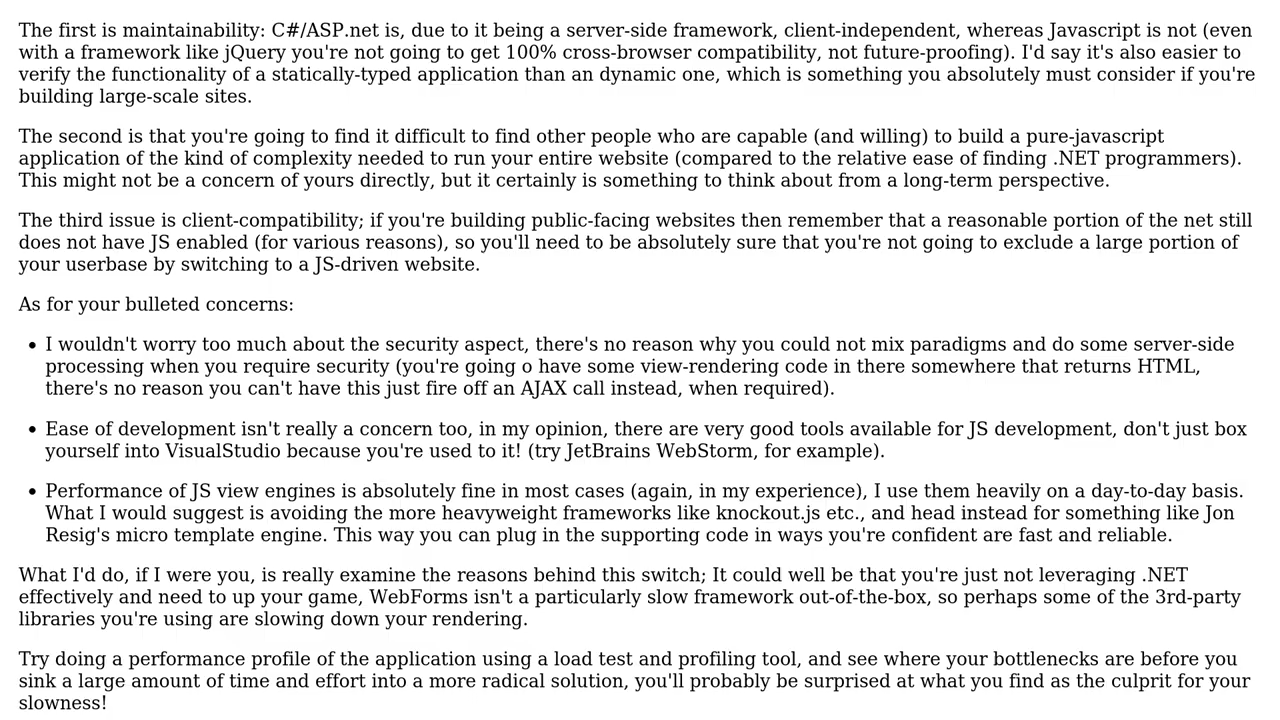 The first is maintainability: C#/ASP.net is, due to it being a server-side framework, client-independent, whereas Javascript is not (even
with a framework like jQuery you're not going to get 100% cross-browser compatibility, not future-proofing). I'd say it's also easier to
verify the functionality of a statically-typed application than an dynamic one, which is something you absolutely must consider if you're
building large-scale sites.
The second is that you're going to find it difficult to find other people who are capable (and willing) to build a pure-javascript
application of the kind of complexity needed to run your entire website (compared to the relative ease of finding .NET programmers).
This might not be a concern of yours directly, but it certainly is something to think about from a long-term perspective.
The third issue is client-compatibility; if you're building public-facing websites then remember that a reasonable portion of the net still
does not have JS enabled (for various reasons), so you'll need to be absolutely sure that you're not going to exclude a large portion of
your userbase by switching to a JS-driven website.
As for your bulleted concerns:
• I wouldn't worry too much about the security aspect, there's no reason why you could not mix paradigms and do some server-side
processing when you require security (you're going o have some view-rendering code in there somewhere that returns HTML,
there's no reason you can't have this just fire off an AJAX call instead, when required).
• Ease of development isn't really a concern too, in my opinion, there are very good tools available for JS development, don't just box
yourself into VisualStudio because you're used to it! (try JetBrains WebStorm, for example).
• Performance of JS view engines is absolutely fine in most cases (again, in my experience), I use them heavily on a day-to-day basis.
What I would suggest is avoiding the more heavyweight frameworks like knockout.js etc., and head instead for something like Jon
Resig's micro template engine. This way you can plug in the supporting code in ways you're confident are fast and reliable.
What I'd do, if I were you, is really examine the reasons behind this switch; It could well be that you're just not leveraging .NET
effectively and need to up your game, WebForms isn't a particularly slow framework out-of-the-box, so perhaps some of the 3rd-party
libraries you're using are slowing down your rendering.
Try doing a performance profile of the application using a load test and profiling tool, and see where your bottlenecks are before you
sink a large amount of time and effort into a more radical solution, you'll probably be surprised at what you find as the culprit for your
slowness!